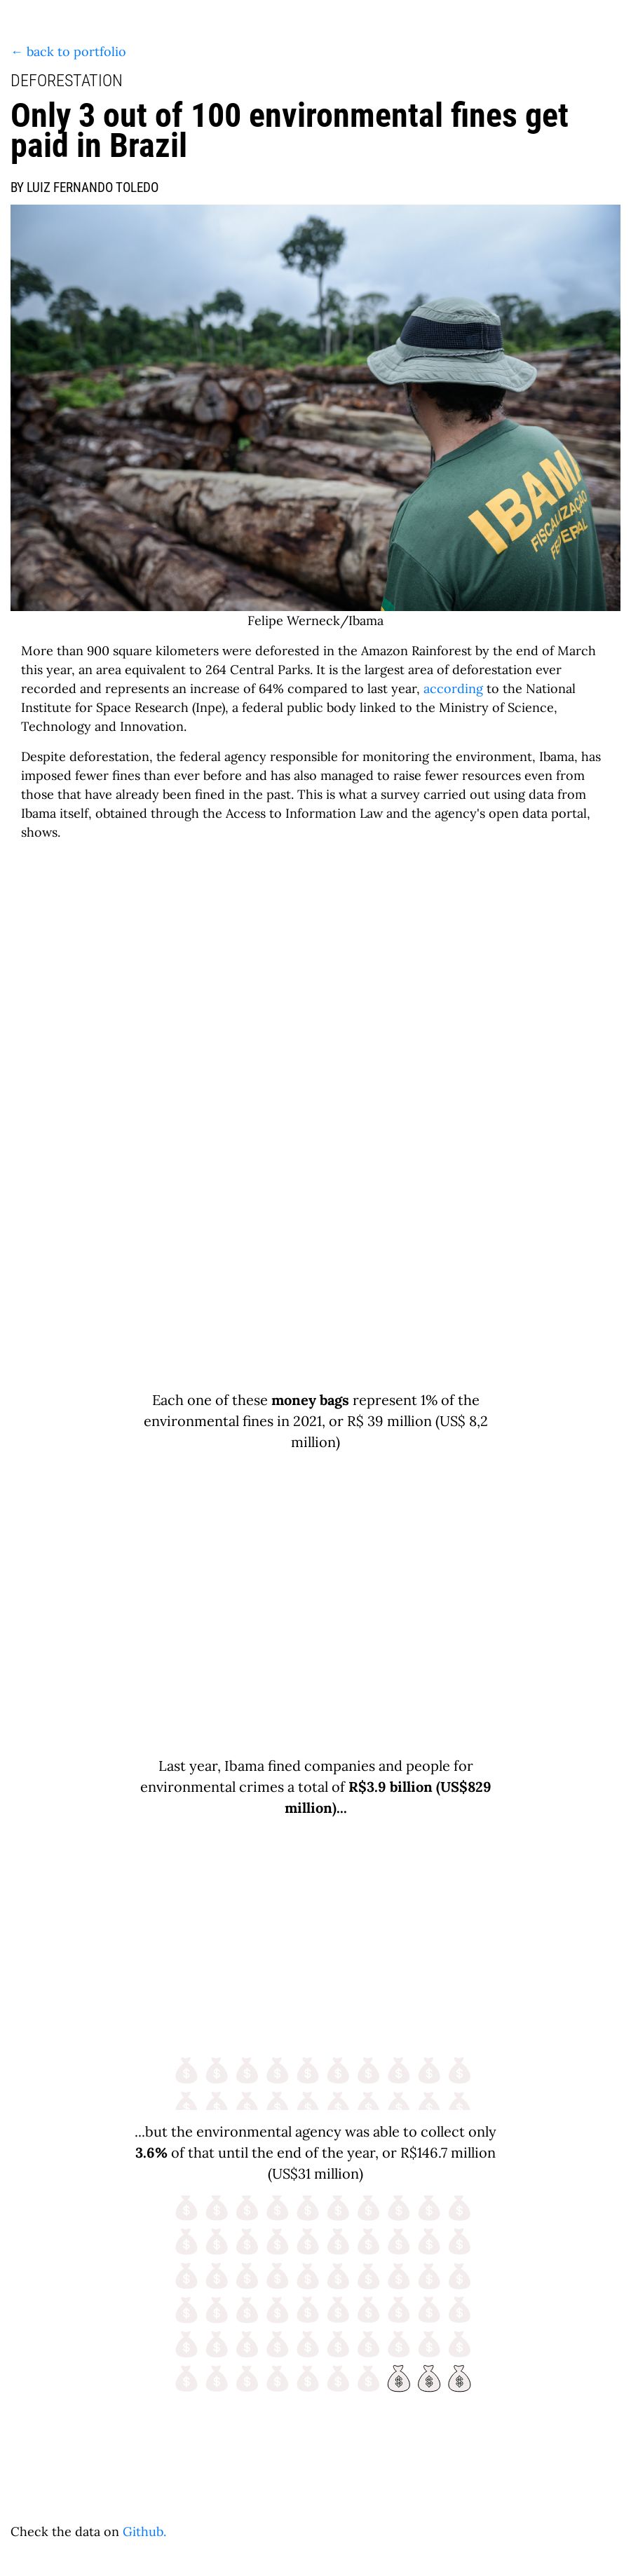 ← back to portfolio
DEFORESTATION
Only 3 out of 100 environmental fines get
paid in Brazil
BY LUIZ FERNANDO TOLEDO
IBAMA
FISCALIZAÇÃO
FEDERAL
Felipe Werneck/Ibama
More than 900 square kilometers were deforested in the Amazon Rainforest by the end of March
this year, an area equivalent to 264 Central Parks. It is the largest area of deforestation ever
recorded and represents an increase of 64% compared to last year, according to the National
Institute for Space Research (Inpe), a federal public body linked to the Ministry of Science,
Technology and Innovation.
Despite deforestation, the federal agency responsible for monitoring the environment, Ibama, has
imposed fewer fines than ever before and has also managed to raise fewer resources even from
those that have already been fined in the past. This is what a survey carried out using data from
Ibama itself, obtained through the Access to Information Law and the agency's open data portal,
shows.
Each one of these money bags represent 1% of the
environmental fines in 2021, or R$ 39 million (US$ 8,2
million)
Last year, Ibama fined companies and people for
environmental crimes a total of R$3.9 billion (US$829
million)...
...but the environmental agency was able to collect only
3.6% of that until the end of the year, or R$146.7 million
(US$31 million)
Check the data on Github.